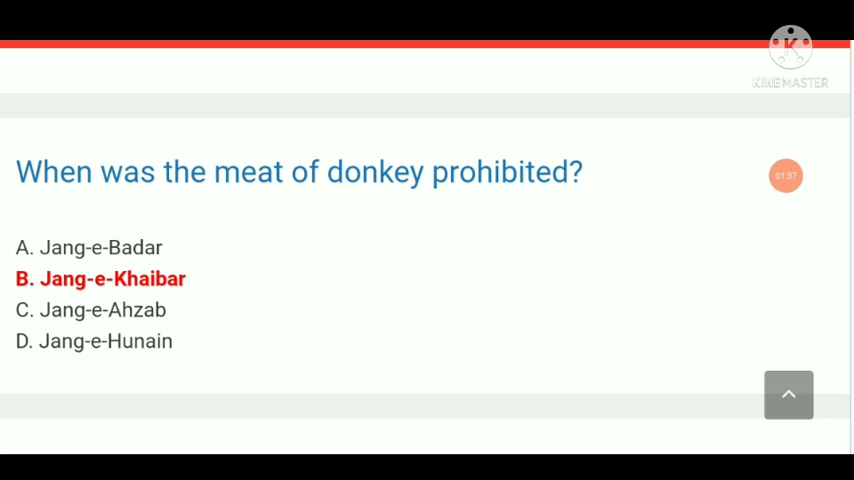 K
KINEMASTER
When was the meat of donkey prohibited?
01:37
A. Jang-e-Badar
B. Jang-e-Khaibar
C. Jang-e-Ahzab
D. Jang-e-Hunain